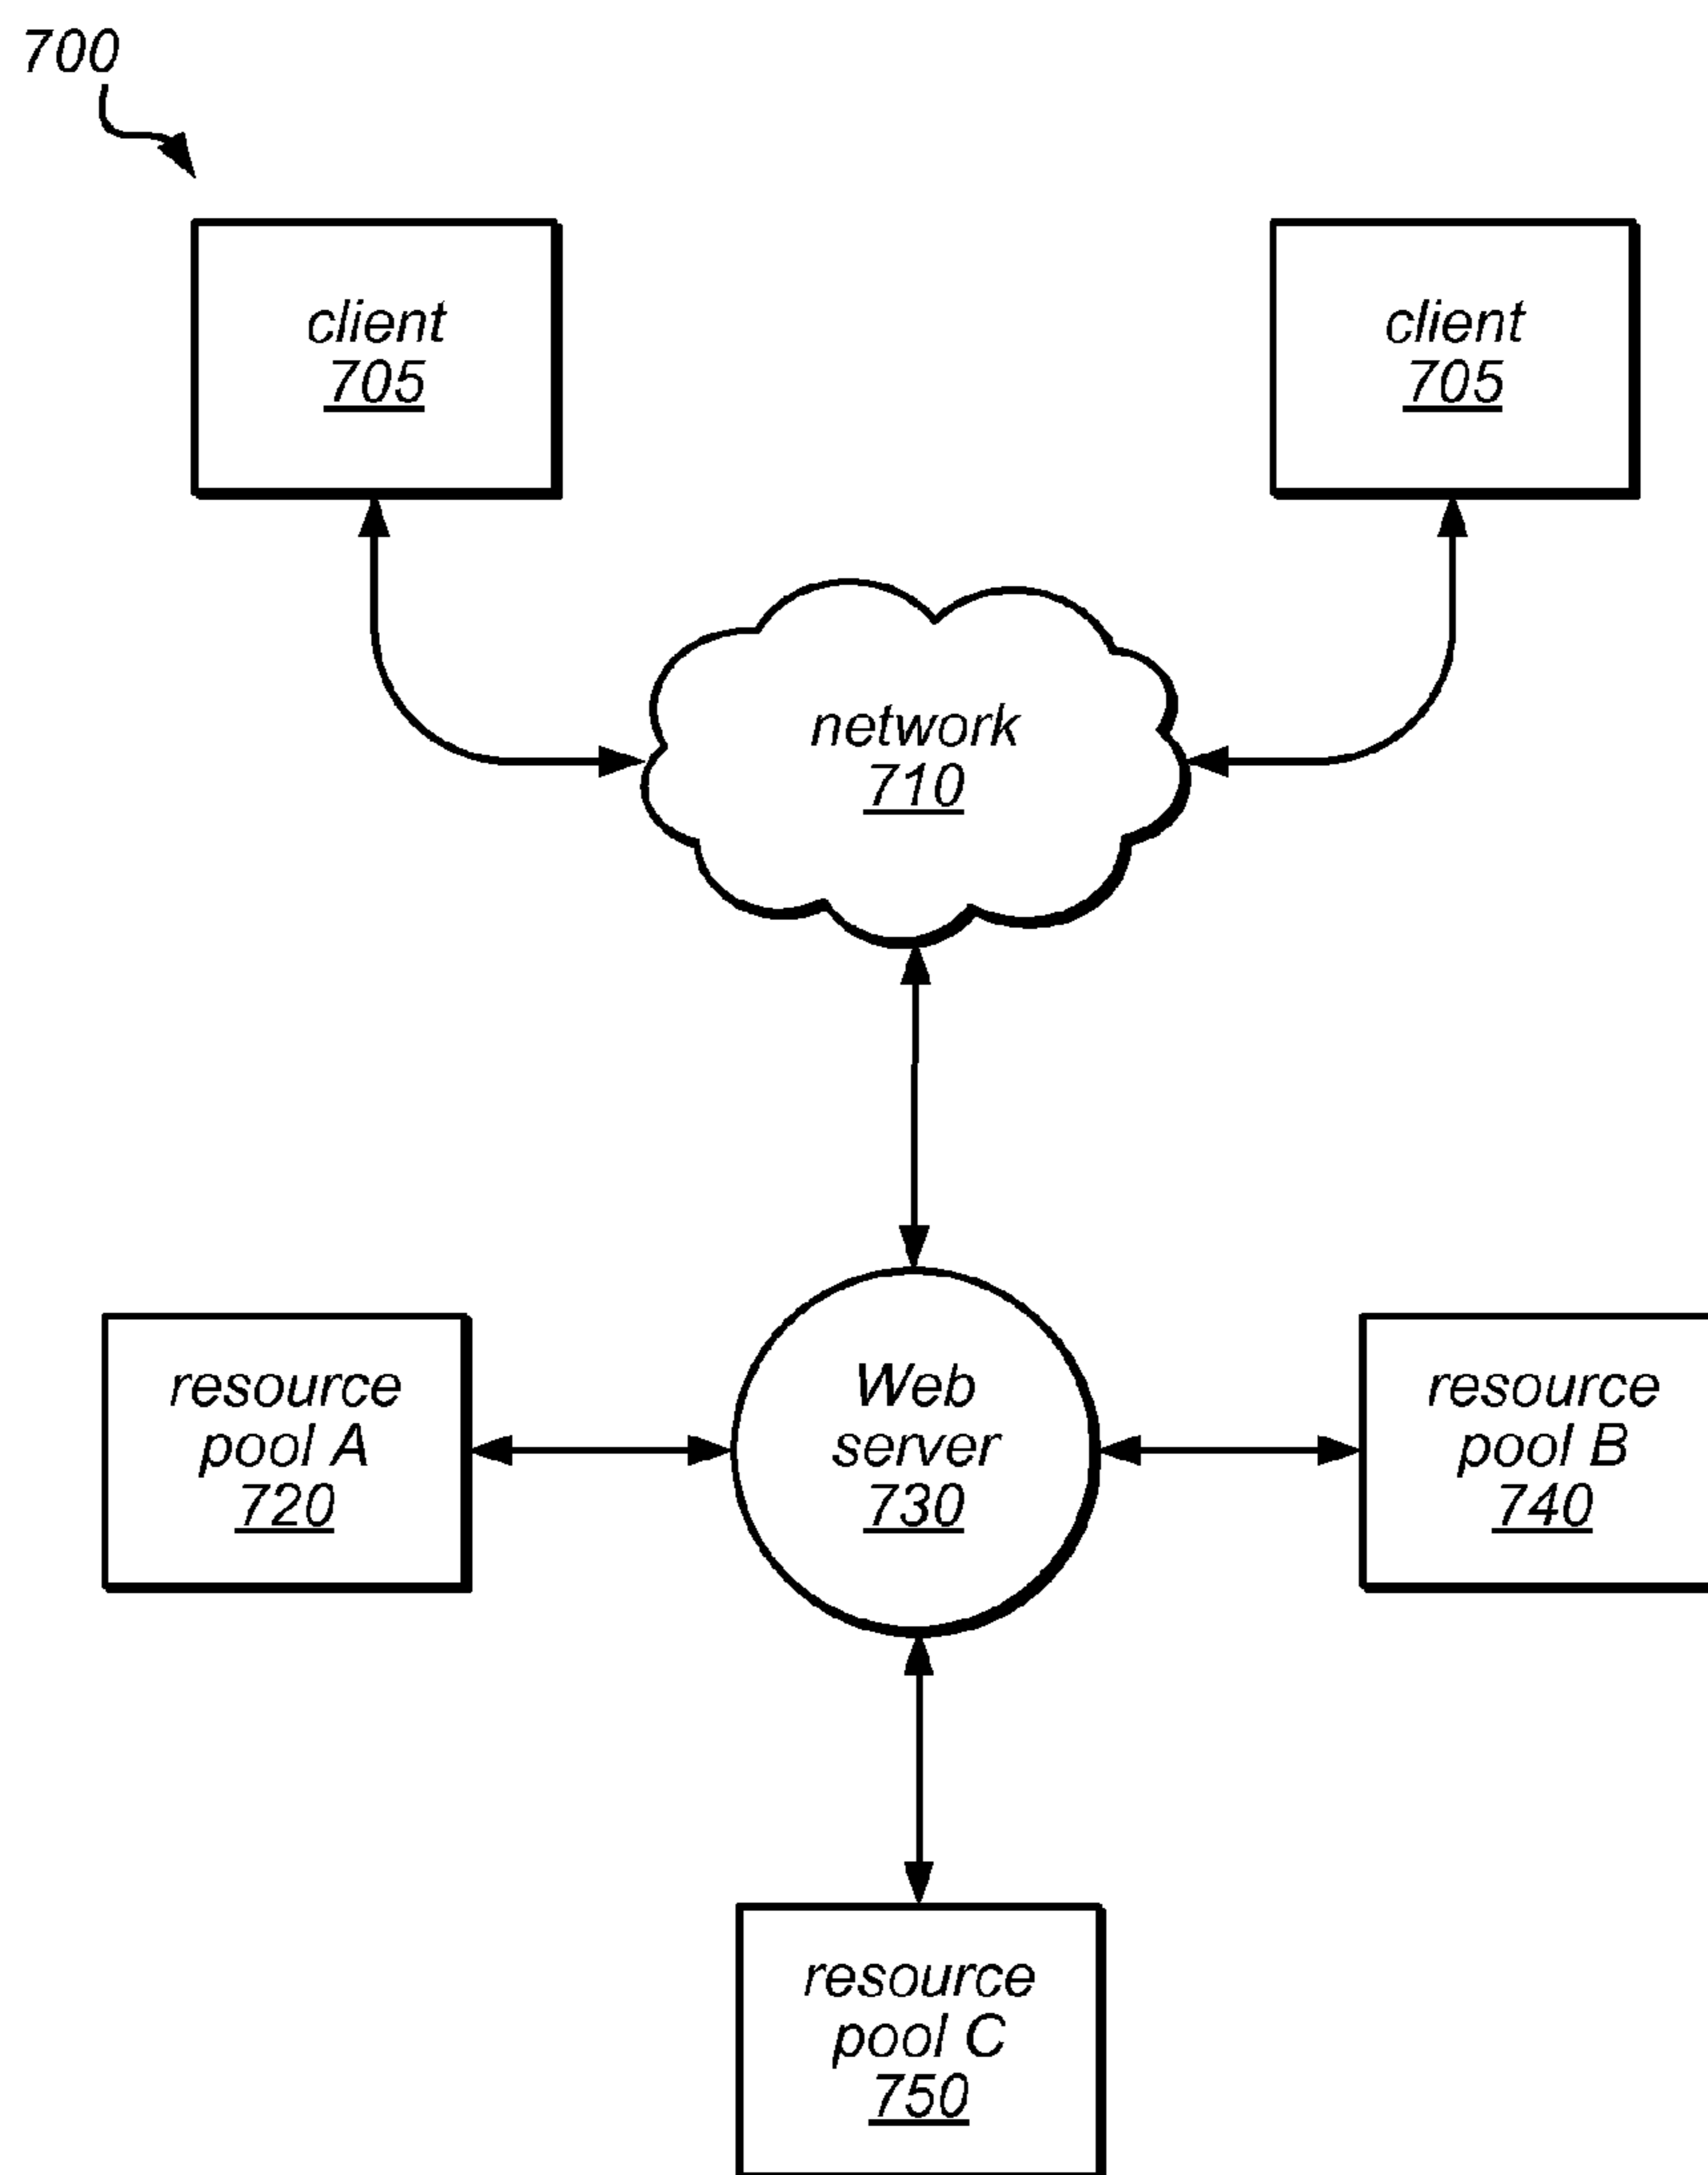 700
client
705
client
705
network
710
resource
pool A
720
Web
server
730
resource
pool B
740
resource
pool C
750